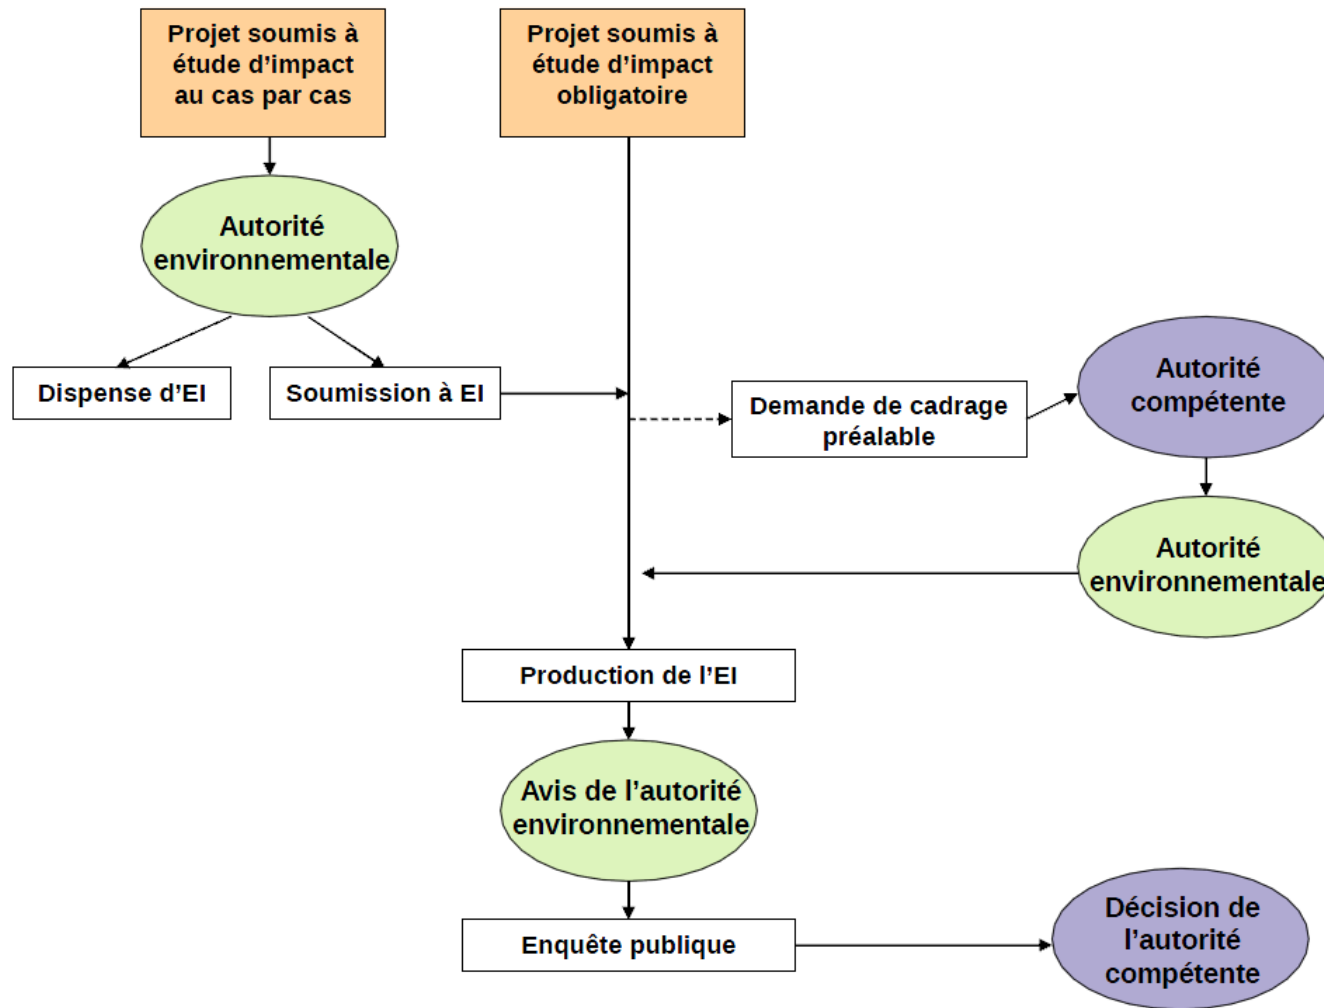 Projet soumis à
étude d’impact
au cas par cas
Projet soumis à
étude d’impact
obligatoire
Autorité
environnementale
Dispense d’EI
Soumission à EI
Demande de cadrage
préalable
Autorité
compétente
Autorité
environnementale
Production de l’EI
Avis de l’autorité
environnementale
Enquête publique
Décision de
l’autorité
compétente